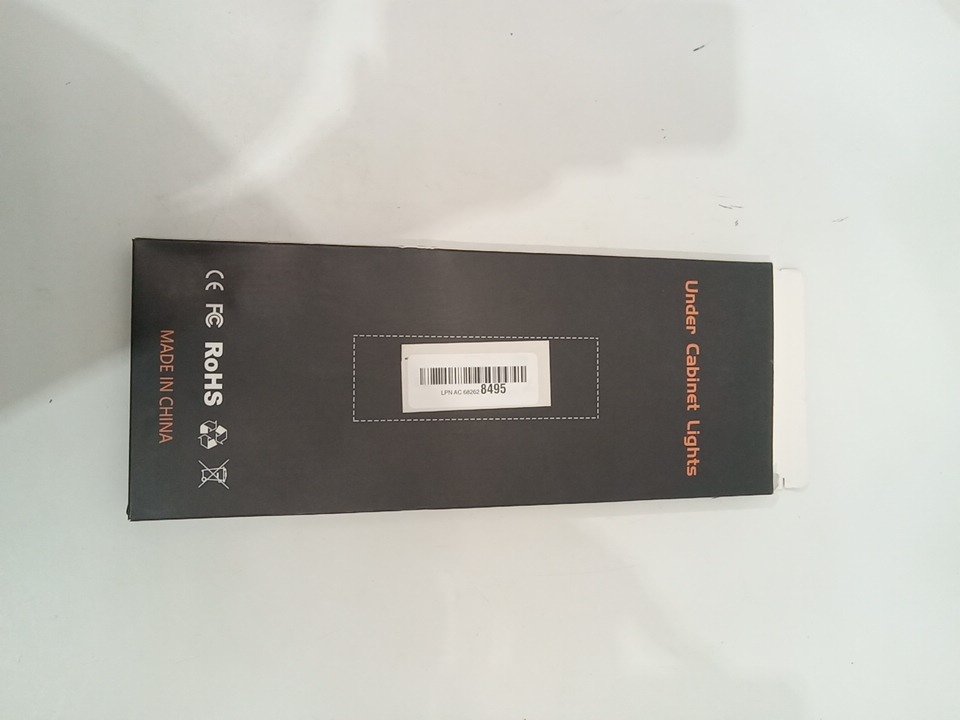 Under Cabinet Lights
LPN AC 68262 8495
CE FC RoHS
MADE IN CHINA